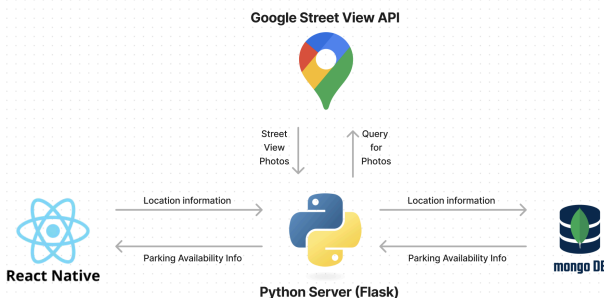 Google Street View API
Street
View
Photos
Query
for
Photos
Location information
Location information
Parking Availability Info
Parking Availability Info
React Native
mongo DB
Python Server (Flask)